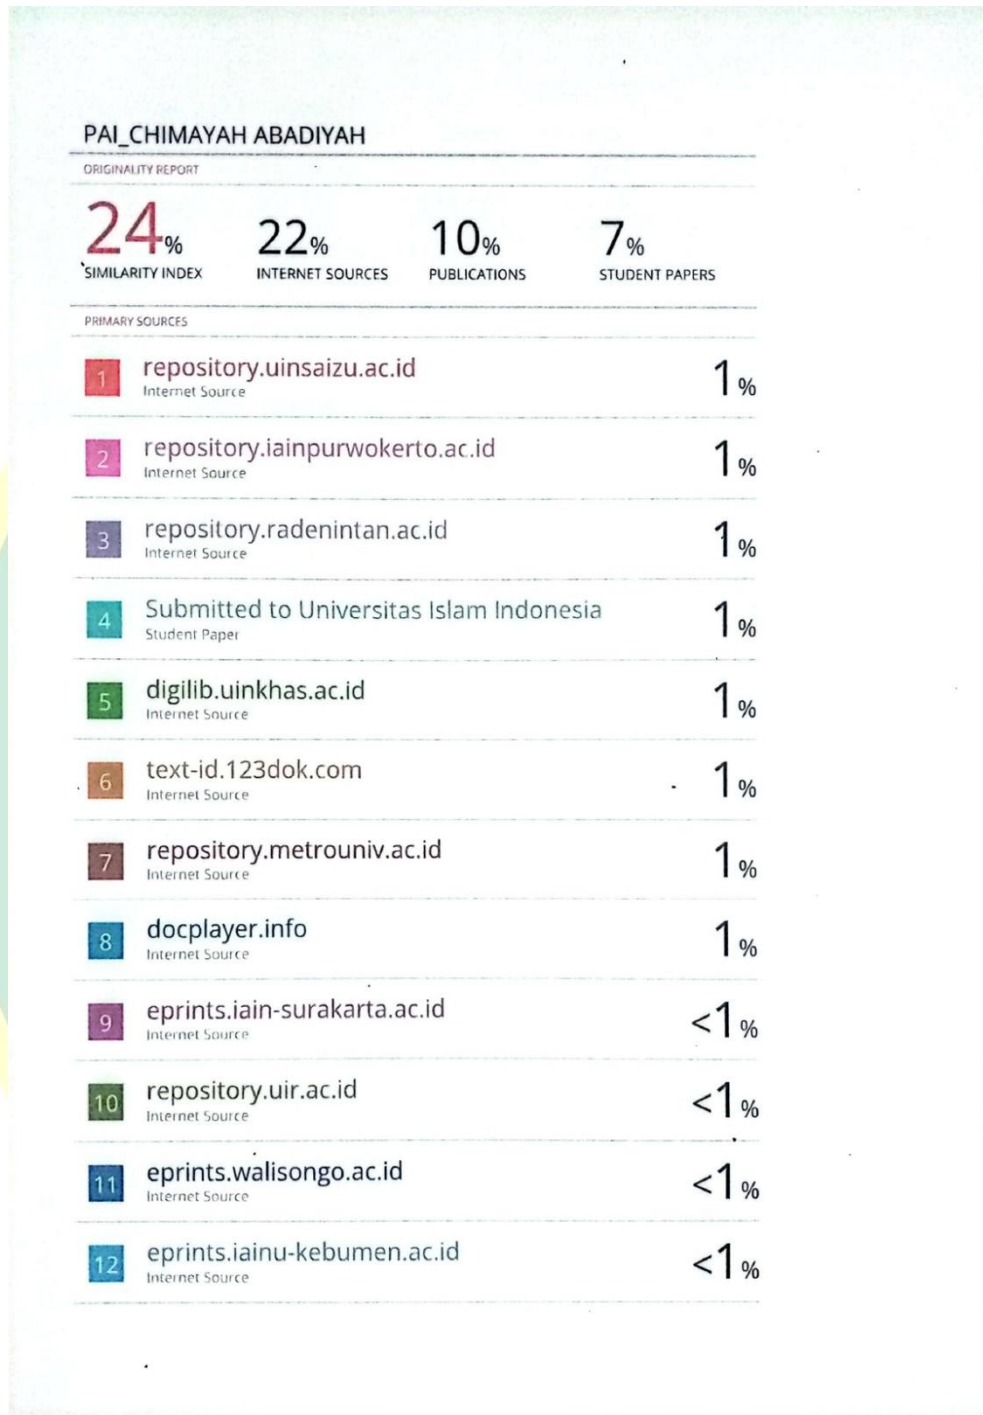 PAI_CHIMAYAH ABADIYAH
ORIGINALITY REPORT
24% 22% 10% 7%
SIMILARITY INDEX INTERNET SOURCES PUBLICATIONS STUDENT PAPERS
PRIMARY SOURCES
1 repository.uinsaizu.ac.id 1%
Internet Source
2 repository.iainpurwokerto.ac.id 1%
Internet Source
3 repository.radenintan.ac.id 1%
Internet Source
4 Submitted to Universitas Islam Indonesia 1%
Student Paper
5 digilib.uinkhas.ac.id 1%
Internet Source
6 text-id.123dok.com 1%
Internet Source
7 repository.metrouniv.ac.id 1%
Internet Source
8 docplayer.info 1%
Internet Source
9 eprints.iain-surakarta.ac.id <1%
Internet Source
10 repository.uir.ac.id <1%
Internet Source
11 eprints.walisongo.ac.id <1%
Internet Source
12 eprints.iainu-kebumen.ac.id <1%
Internet Source